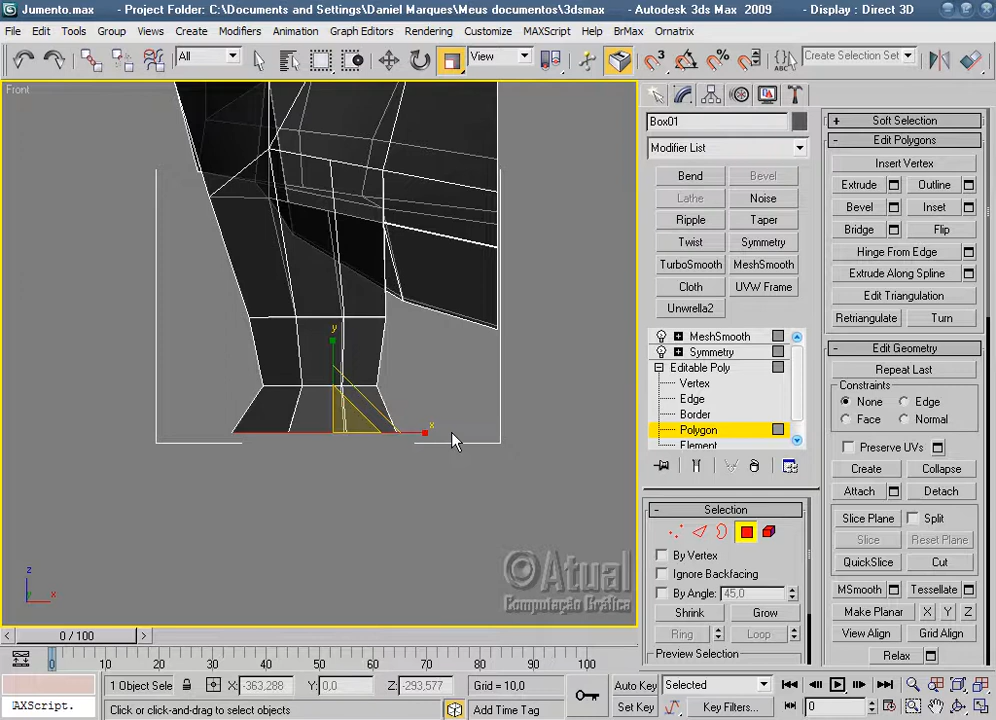 Jumento.max - Project Folder: C:\Documents and Settings\Daniel Marques\Meus documentos\3dsmax - Autodesk 3ds Max 2009 - Display : Direct 3D
File Edit Tools Group Views Create Modifiers Animation Graph Editors Rendering Customize MAXScript Help BrMax Ornatrix
All View Create Selection Set
Front
Box01
Modifier List
Bend Bevel
Lathe Noise
Ripple Taper
Twist Symmetry
TurboSmooth MeshSmooth
Cloth UVW Frame
Unwrella2
MeshSmooth
Symmetry
Editable Poly
Vertex
Edge
Border
Polygon
Element
Selection
By Vertex
Ignore Backfacing
By Angle: 45,0
Shrink Grow
Ring Loop
Preview Selection
Soft Selection
Edit Polygons
Insert Vertex
Extrude Outline
Bevel Inset
Bridge Flip
Hinge From Edge
Extrude Along Spline
Edit Triangulation
Retriangulate Turn
Edit Geometry
Repeat Last
Constraints
None Edge
Face Normal
Preserve UVs
Create Collapse
Attach Detach
Slice Plane Split
Slice Reset Plane
QuickSlice Cut
MSmooth Tessellate
Make Planar X Y Z
View Align Grid Align
Relax
y
x
z
y x
©Atual
Computação Gráfica
0 / 100
0 10 20 30 40 50 60 70 80 90 100
1 Object Sele X: -363,288 Y: 0,0 Z: -293,577 Grid = 10,0 Auto Key Selected
AXScript. Click or click-and-drag to select objects Add Time Tag Set Key Key Filters... 0